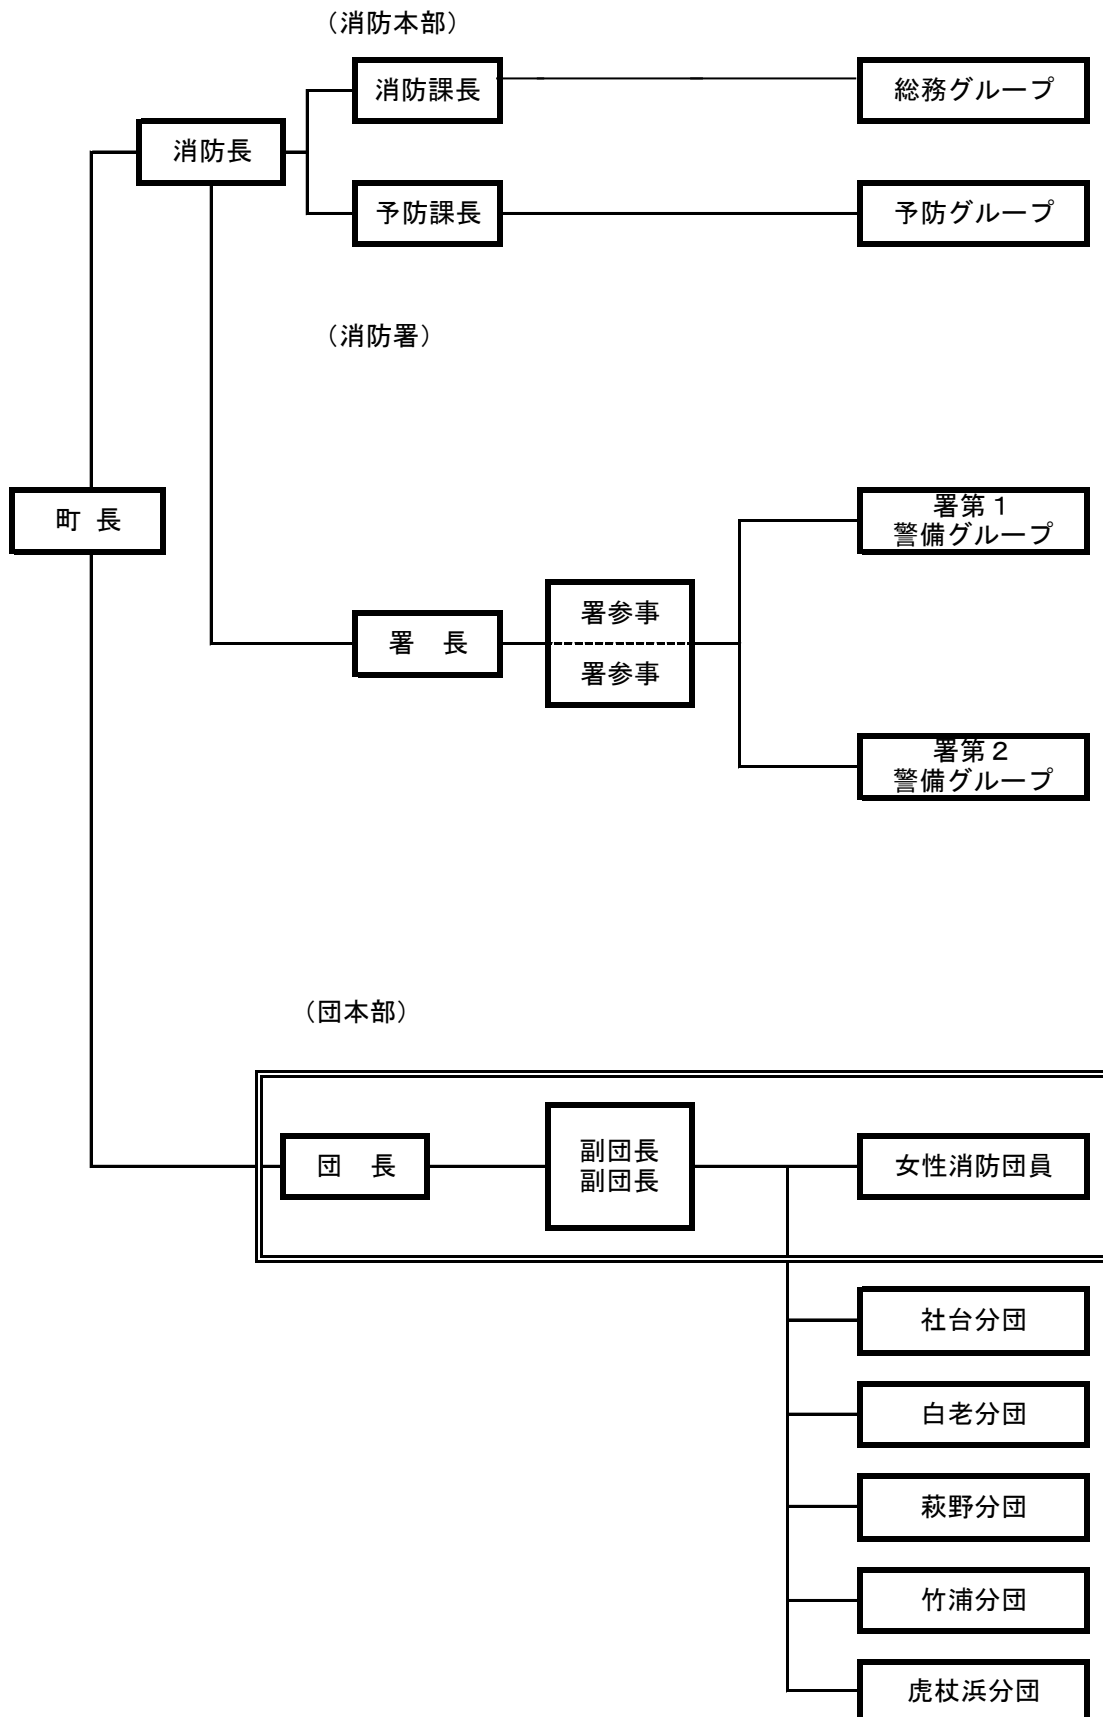 （消防本部）
消防課長
総務グループ
消防長
予防課長
予防グループ
（消防署）
町 長
署第１
警備グループ
署　長
署参事
署参事
署第２
警備グループ
（団本部）
団　長
副団長
副団長
女性消防団員
社台分団
白老分団
萩野分団
竹浦分団
虎杖浜分団